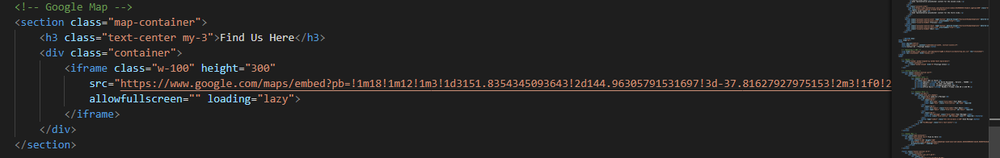 <!-- Google Map -->
<section class="map-container">
<h3 class="text-center my-3">Find Us Here</h3>
<div class="container">
<iframe class="w-100" height="300"
src="https://www.google.com/maps/embed?pb=!1m18!1m12!1m3!1d3151.8354345093643!2d144.96305791531697!3d-37.81627927975153!2m3!1f0!2
allowfullscreen="" loading="lazy">
</iframe>
</div>
</section>